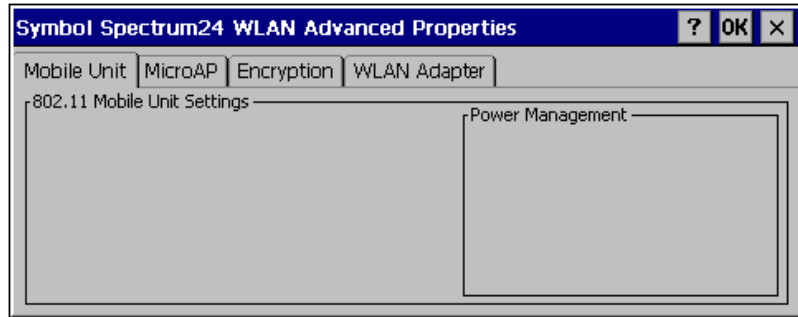 Symbol Spectrum24 WLAN Advanced Properties ? OK ×
Mobile Unit MicroAP Encryption WLAN Adapter
802.11 Mobile Unit Settings
Power Management